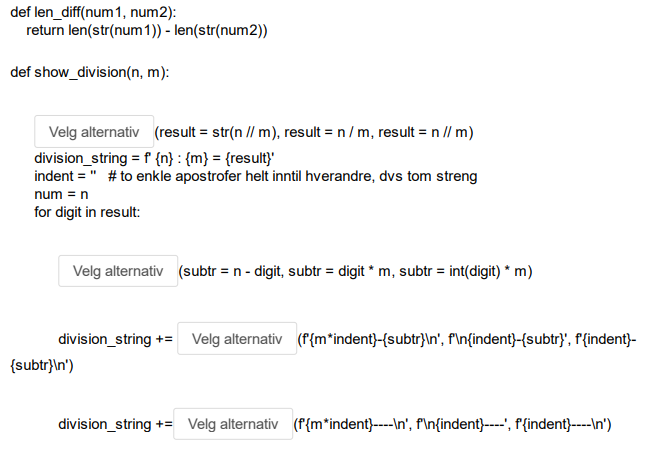 def len_diff(num1, num2):
return len(str(num1)) - len(str(num2))
def show_division(n, m):
Velg alternativ (result = str(n // m), result = n / m, result = n // m)
division_string = f' {n} : {m} = {result}'
indent = '' # to enkle apostrofer helt inntil hverandre, dvs tom streng
num = n
for digit in result:
Velg alternativ (subtr = n - digit, subtr = digit * m, subtr = int(digit) * m)
division_string += Velg alternativ (f'{m*indent}-{subtr}\n', f'\n{indent}-{subtr}', f'{indent}-
{subtr}\n')
division_string += Velg alternativ (f'{m*indent}----\n', f'\n{indent}----', f'{indent}----\n')